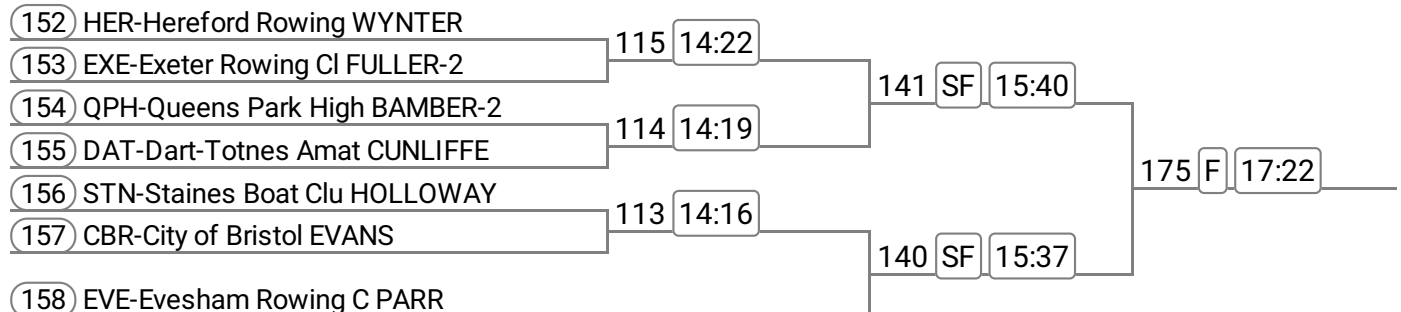 152 HER-Hereford Rowing WYNTER
153 EXE-Exeter Rowing Cl FULLER-2
154 QPH-Queens Park High BAMBER-2
155 DAT-Dart-Totnes Amat CUNLIFFE
156 STN-Staines Boat Clu HOLLOWAY
157 CBR-City of Bristol EVANS
158 EVE-Evesham Rowing C PARR
115 14:22
114 14:19
113 14:16
141 SF 15:40
140 SF 15:37
175 F 17:22